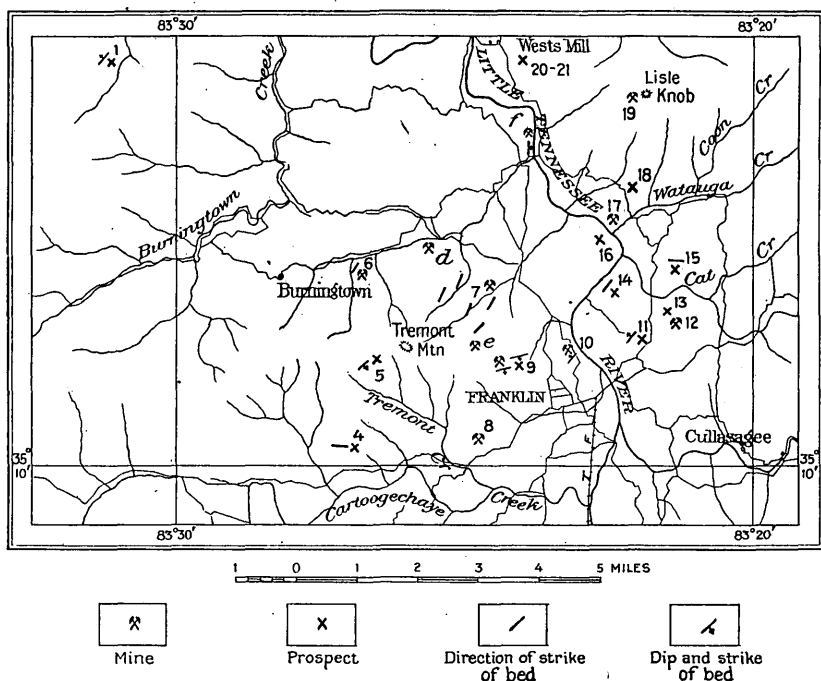 83°30'
83°20'
1
Creek
LITTLE
Wests Mill
20-21
Lisle
Knob
19
Cr
Coon
f
TENNESSEE
18
Cr
Watauga
17
Burningtown
d
16
15
Cr
6
Burningtown
Cat
7
14
13
12
Tremont
Mtn
e
11
10
5
9
FRANKLIN
RIVER
Tremont
8
4
Cullasagee
35°
10'
35°
10'
Cr.
T. F.
Cartoogechaye
Creek
83°30'
83°20'
1 0 1 2 3 4 5 MILES
Mine
Prospect
Direction of strike
of bed
Dip and strike
of bed